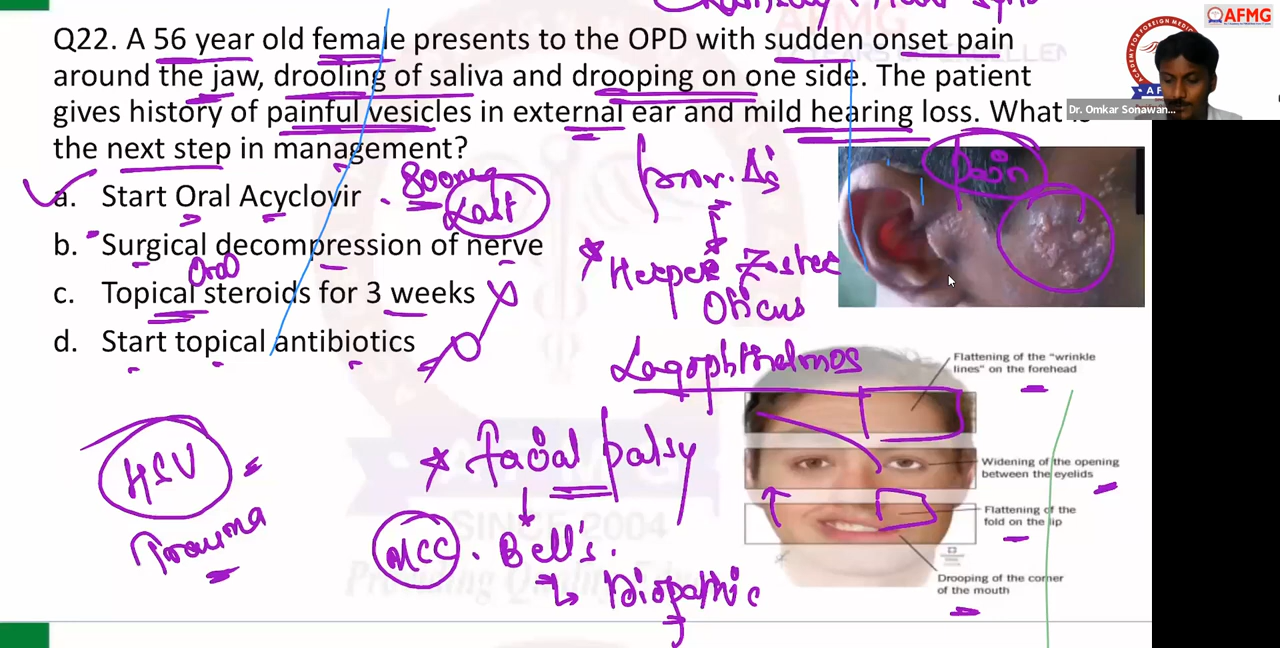 AFMG
AFMG
Q22. A 56 year old female presents to the OPD with sudden onset pain
around the jaw, drooling of saliva and drooping on one side. The patient
gives history of painful vesicles in external ear and mild hearing loss. What is
the next step in management?
a. Start Oral Acyclovir
800mg
b. Surgical decompression of nerve
Oral
c. Topical steroids for 3 weeks
d. Start topical antibiotics
Dr. Omkar Sonawan...
Pain
Herpes Zoster
Oticus
Lagophthalmos
Flattening of the "wrinkle
lines" on the forehead
Widening of the opening
between the eyelids
Flattening of the
fold on the lip
Drooping of the corner
of the mouth
HSV
Trauma
facial palsy
MCC . Bell's.
Idiopathic
SINCE 2004